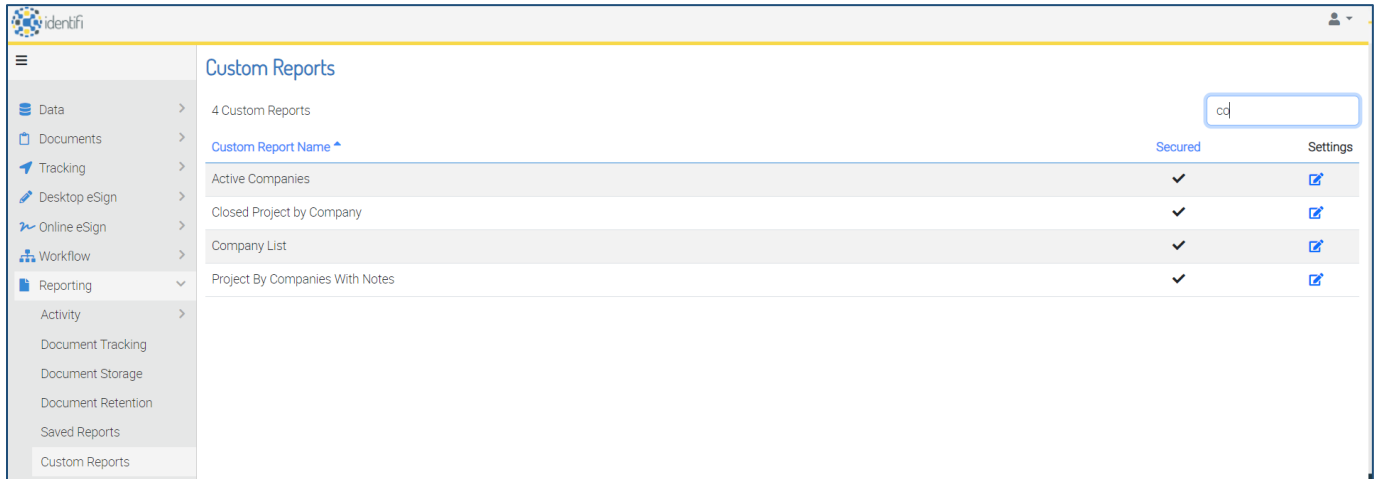 identifi
Custom Reports
4 Custom Reports
co
Custom Report Name Secured Settings
Active Companies
Closed Project by Company
Company List
Project By Companies With Notes
Data
Documents
Tracking
Desktop eSign
Online eSign
Workflow
Reporting
Activity
Document Tracking
Document Storage
Document Retention
Saved Reports
Custom Reports